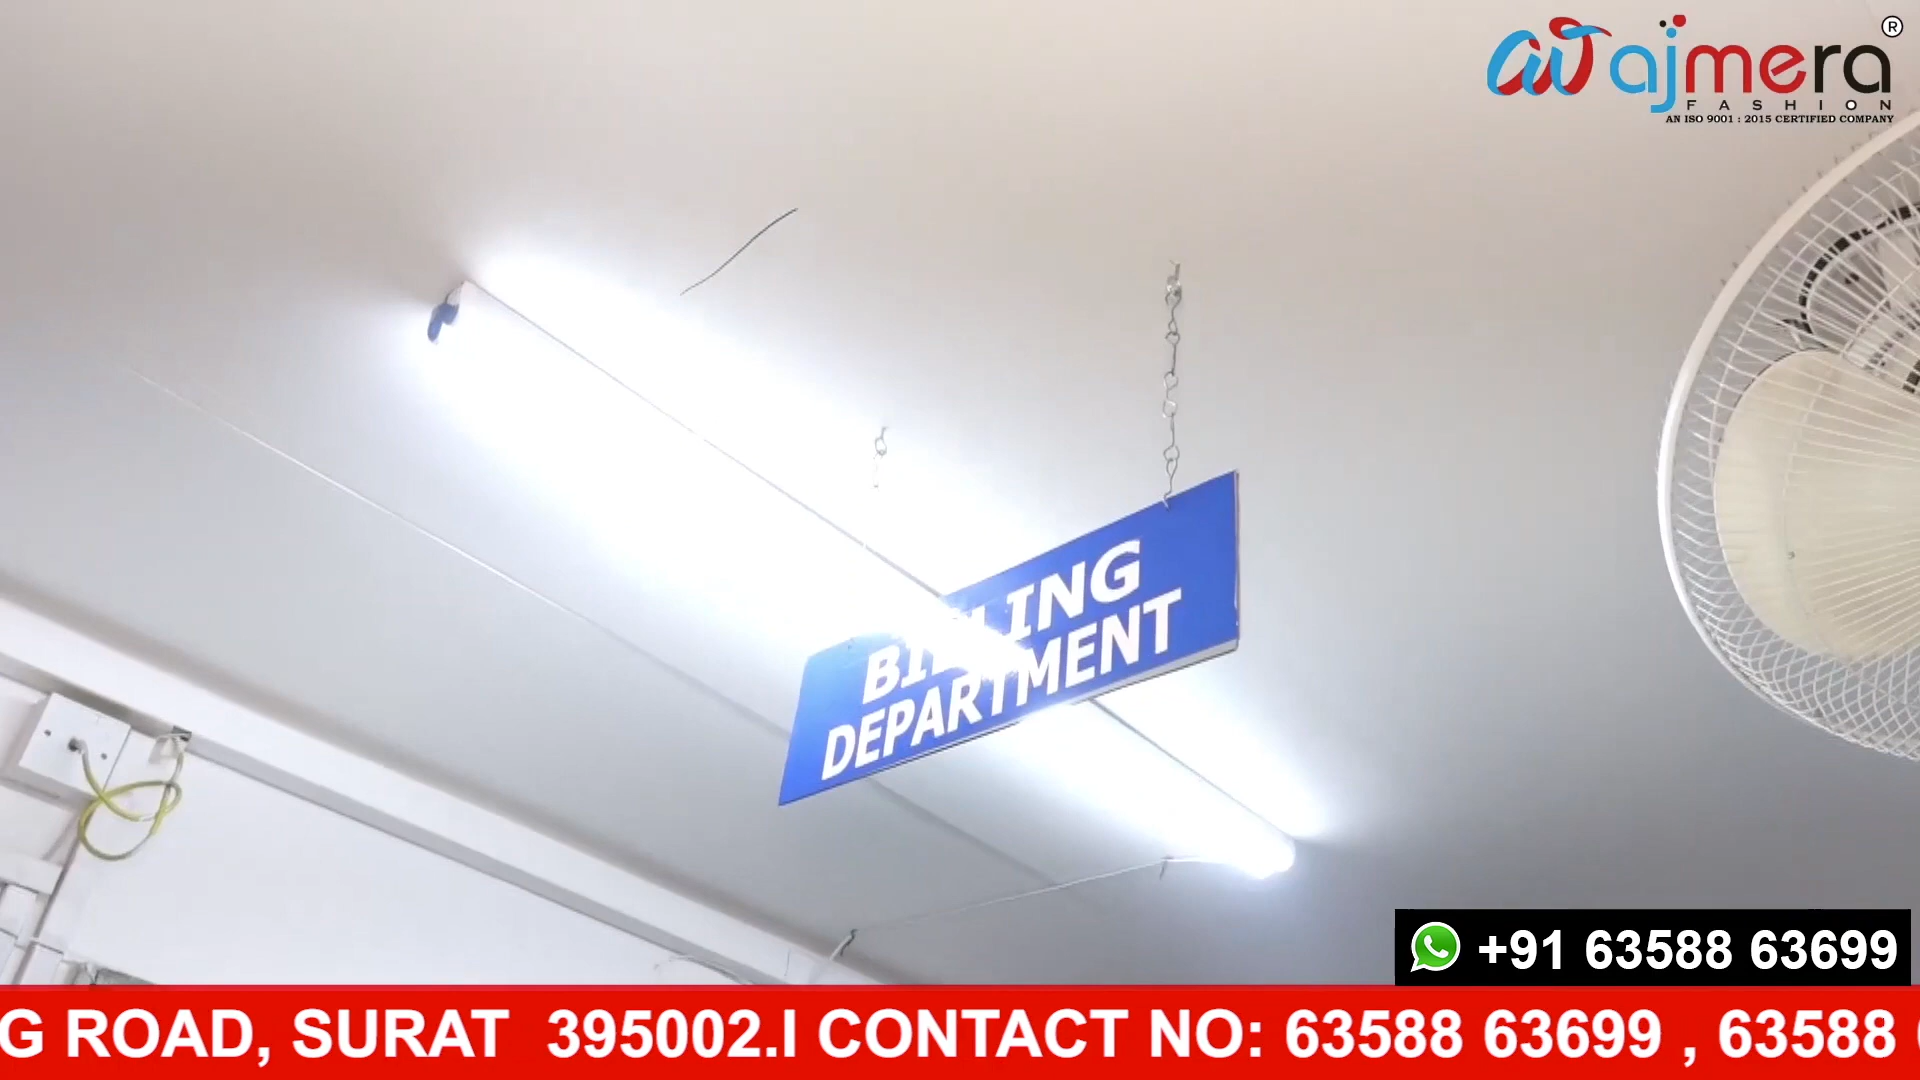 ajmera ®
FASHION
AN ISO 9001 : 2015 CERTIFIED COMPANY
BILLING
DEPARTMENT
+91 63588 63699
G ROAD, SURAT 395002.I CONTACT NO: 63588 63699 , 63588